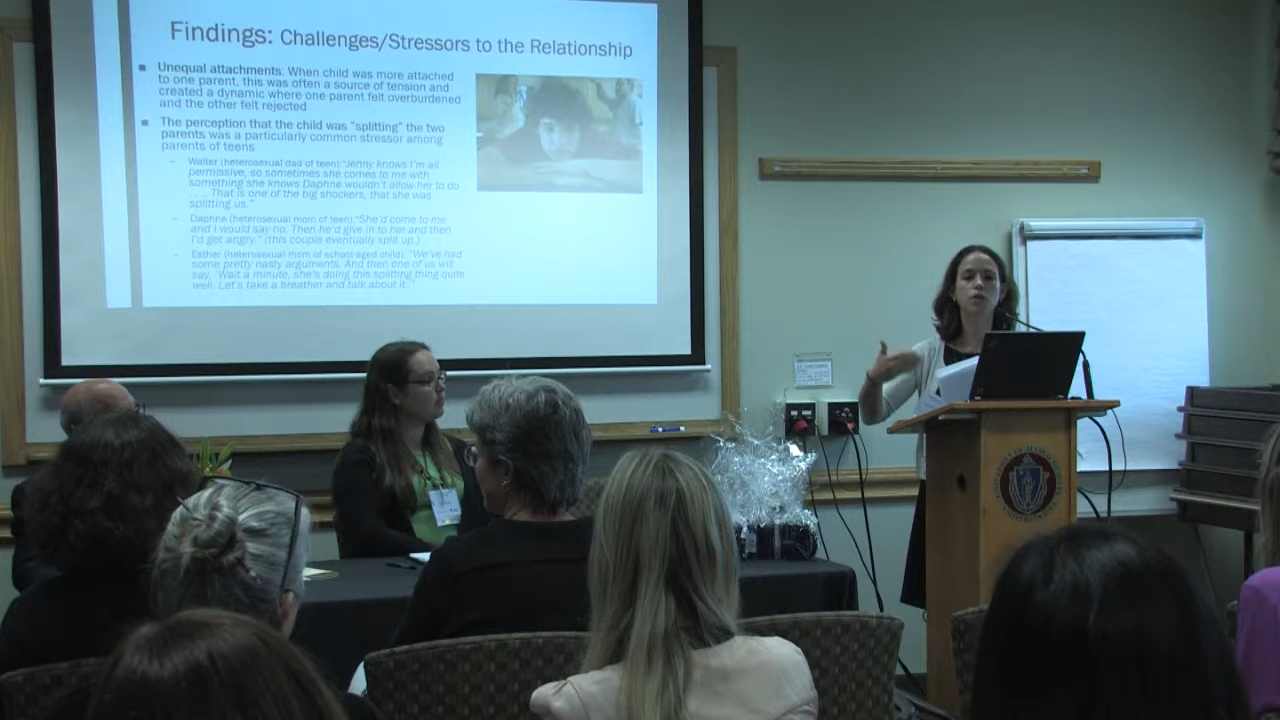 Findings: Challenges/Stressors to the Relationship
Unequal attachments: When child was more attached
to one parent, this was often a source of tension and
created a dynamic where one parent felt overburdened
and the other felt rejected
The perception that the child was "splitting" the two
parents was a particularly common stressor among
parents of teens
– Walter (heterosexual dad of teen):"Jenny knows I'm all
permissive, so sometimes she comes to me with
something she knows Daphne wouldn't allow her to do
. . . That is one of the big shockers, that she was
splitting us."
– Daphne (heterosexual mom of teen):"She'd come to me
and I would say no. Then he'd give in to her and then
I'd get angry." (this couple eventually split up.)
– Esther (heterosexual mom of school-aged child): "We've had
some pretty nasty arguments. And then one of us will
say, 'Wait a minute, she's doing this splitting thing quite
well. Let's take a breather and talk about it.'"